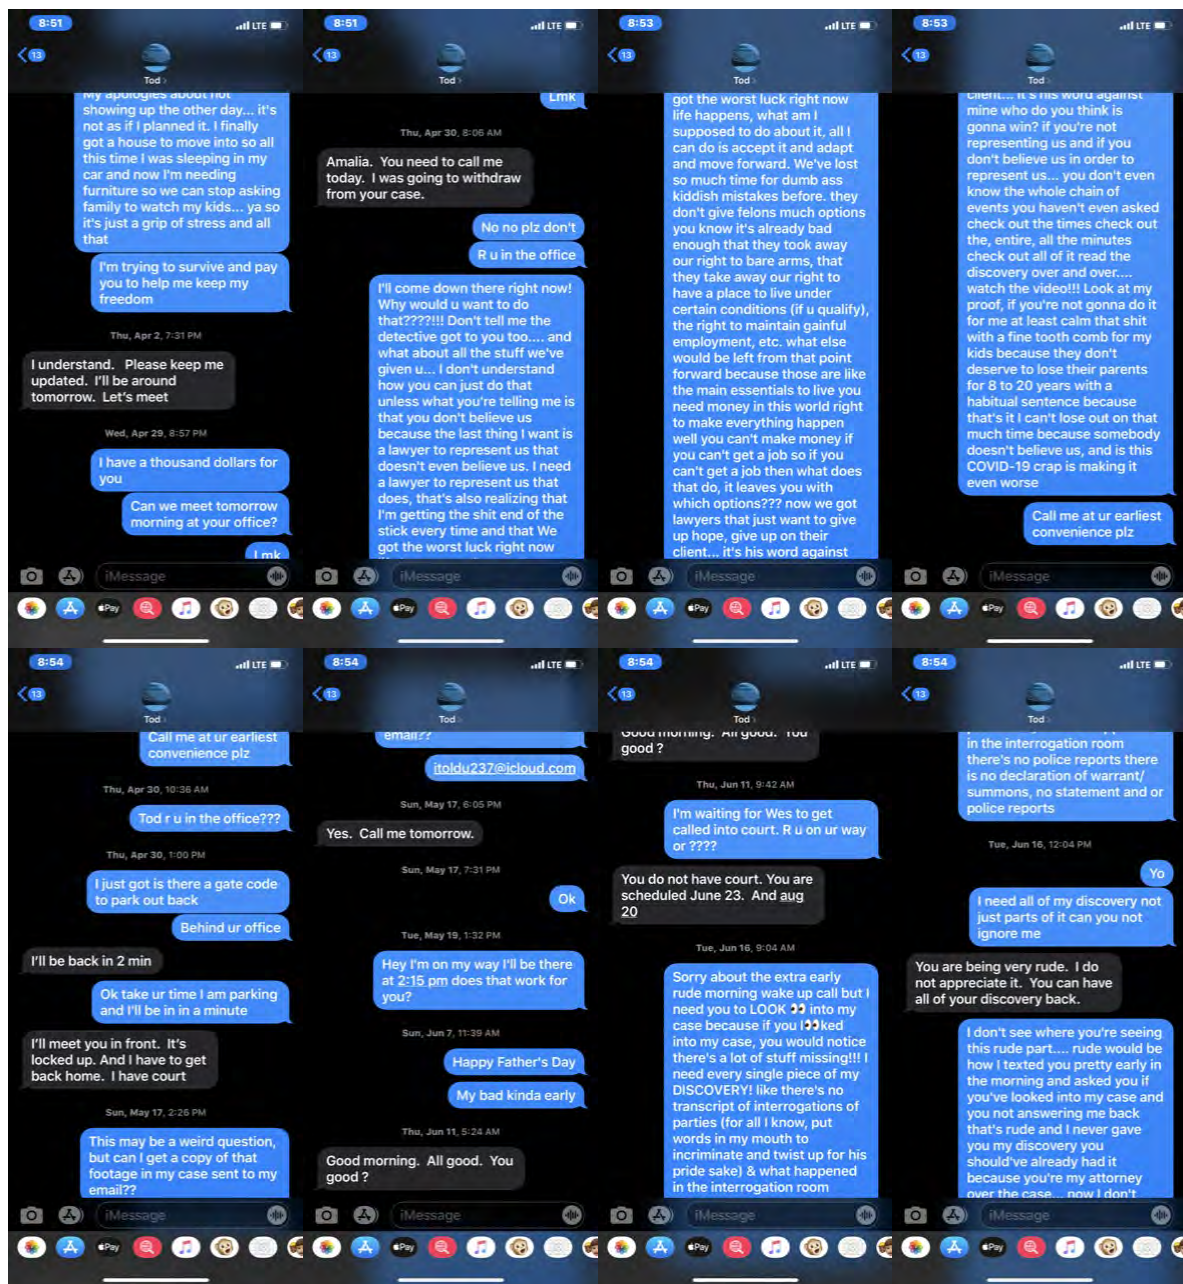 8:51
LTE
13
Tod
My apologies about not
showing up the other day... it's
not as if I planned it. I finally
got a house to move into so all
this time I was sleeping in my
car and now I'm needing
furniture so we can stop asking
family to watch my kids... ya so
it's just a grip of stress and all
that
I'm trying to survive and pay
you to help me keep my
freedom
Thu, Apr 2, 7:31 PM
I understand. Please keep me
updated. I'll be around
tomorrow. Let's meet
Wed, Apr 29, 8:57 PM
I have a thousand dollars for
you
Can we meet tomorrow
morning at your office?
Lmk
iMessage
Pay
8:51
LTE
13
Tod
Lmk
Thu, Apr 30, 8:06 AM
Amalia. You need to call me
today. I was going to withdraw
from your case.
No no plz don't
R u in the office
I'll come down there right now!
Why would u want to do
that????!!! Don't tell me the
detective got to you too.... and
what about all the stuff we've
given u... I don't understand
how you can just do that
unless what you're telling me is
that you don't believe us
because the last thing I want is
a lawyer to represent us that
doesn't even believe us. I need
a lawyer to represent us that
does, that's also realizing that
I'm getting the shit end of the
stick every time and that We
got the worst luck right now
iMessage
Pay
8:53
LTE
13
Tod
got the worst luck right now
life happens, what am I
supposed to do about it, all I
can do is accept it and adapt
and move forward. We've lost
so much time for dumb ass
kiddish mistakes before. they
don't give felons much options
you know it's already bad
enough that they took away
our right to bare arms, that
they take away our right to
have a place to live under
certain conditions (if u qualify),
the right to maintain gainful
employment, etc. what else
would be left from that point
forward because those are like
the main essentials to live you
need money in this world right
to make everything happen
well you can't make money if
you can't get a job so if you
can't get a job then what does
that do, it leaves you with
which options??? now we got
lawyers that just want to give
up hope, give up on their
client... it's his word against
iMessage
Pay
8:53
LTE
13
Tod
client... it's his word against
mine who do you think is
gonna win? if you're not
representing us and if you
don't believe us in order to
represent us... you don't even
know the whole chain of
events you haven't even asked
check out the times check out
the, entire, all the minutes
check out all of it read the
discovery over and over....
watch the video!!! Look at my
proof, if you're not gonna do it
for me at least calm that shit
with a fine tooth comb for my
kids because they don't
deserve to lose their parents
for 8 to 20 years with a
habitual sentence because
that's it I can't lose out on that
much time because somebody
doesn't believe us, and is this
COVID-19 crap is making it
even worse
Call me at ur earliest
convenience plz
iMessage
Pay
8:54
LTE
13
Tod
Call me at ur earliest
convenience plz
Thu, Apr 30, 10:36 AM
Tod r u in the office???
Thu, Apr 30, 1:00 PM
I just got is there a gate code
to park out back
Behind ur office
I'll be back in 2 min
Ok take ur time I am parking
and I'll be in in a minute
I'll meet you in front. It's
locked up. And I have to get
back home. I have court
Sun, May 17, 2:26 PM
This may be a weird question,
but can I get a copy of that
footage in my case sent to my
email??
iMessage
Pay
8:54
LTE
13
Tod
email??
itoldu237@icloud.com
Sun, May 17, 6:05 PM
Yes. Call me tomorrow.
Sun, May 17, 7:31 PM
Ok
Tue, May 19, 1:32 PM
Hey I'm on my way I'll be there
at 2:15 pm does that work for
you?
Sun, Jun 7, 11:39 AM
Happy Father's Day
My bad kinda early
Thu, Jun 11, 5:24 AM
Good morning. All good. You
good ?
iMessage
Pay
8:54
LTE
13
Tod
Good morning. All good. You
good ?
Thu, Jun 11, 9:42 AM
I'm waiting for Wes to get
called into court. R u on ur way
or ????
You do not have court. You are
scheduled June 23. And aug
20
Tue, Jun 16, 9:04 AM
Sorry about the extra early
rude morning wake up call but I
need you to LOOK 👀 into my
case because if you l👀ked
into my case, you would notice
there's a lot of stuff missing!!! I
need every single piece of my
DISCOVERY! like there's no
transcript of interrogations of
parties (for all I know, put
words in my mouth to
incriminate and twist up for his
pride sake) & what happened
in the interrogation room
iMessage
Pay
8:54
LTE
13
Tod
in the interrogation room
there's no police reports there
is no declaration of warrant/
summons, no statement and or
police reports
Tue, Jun 16, 12:04 PM
Yo
I need all of my discovery not
just parts of it can you not
ignore me
You are being very rude. I do
not appreciate it. You can have
all of your discovery back.
I don't see where you're seeing
this rude part.... rude would be
how I texted you pretty early in
the morning and asked you if
you've looked into my case and
you not answering me back
that's rude and I never gave
you my discovery you
should've already had it
because you're my attorney
over the case... now I don't
iMessage
Pay